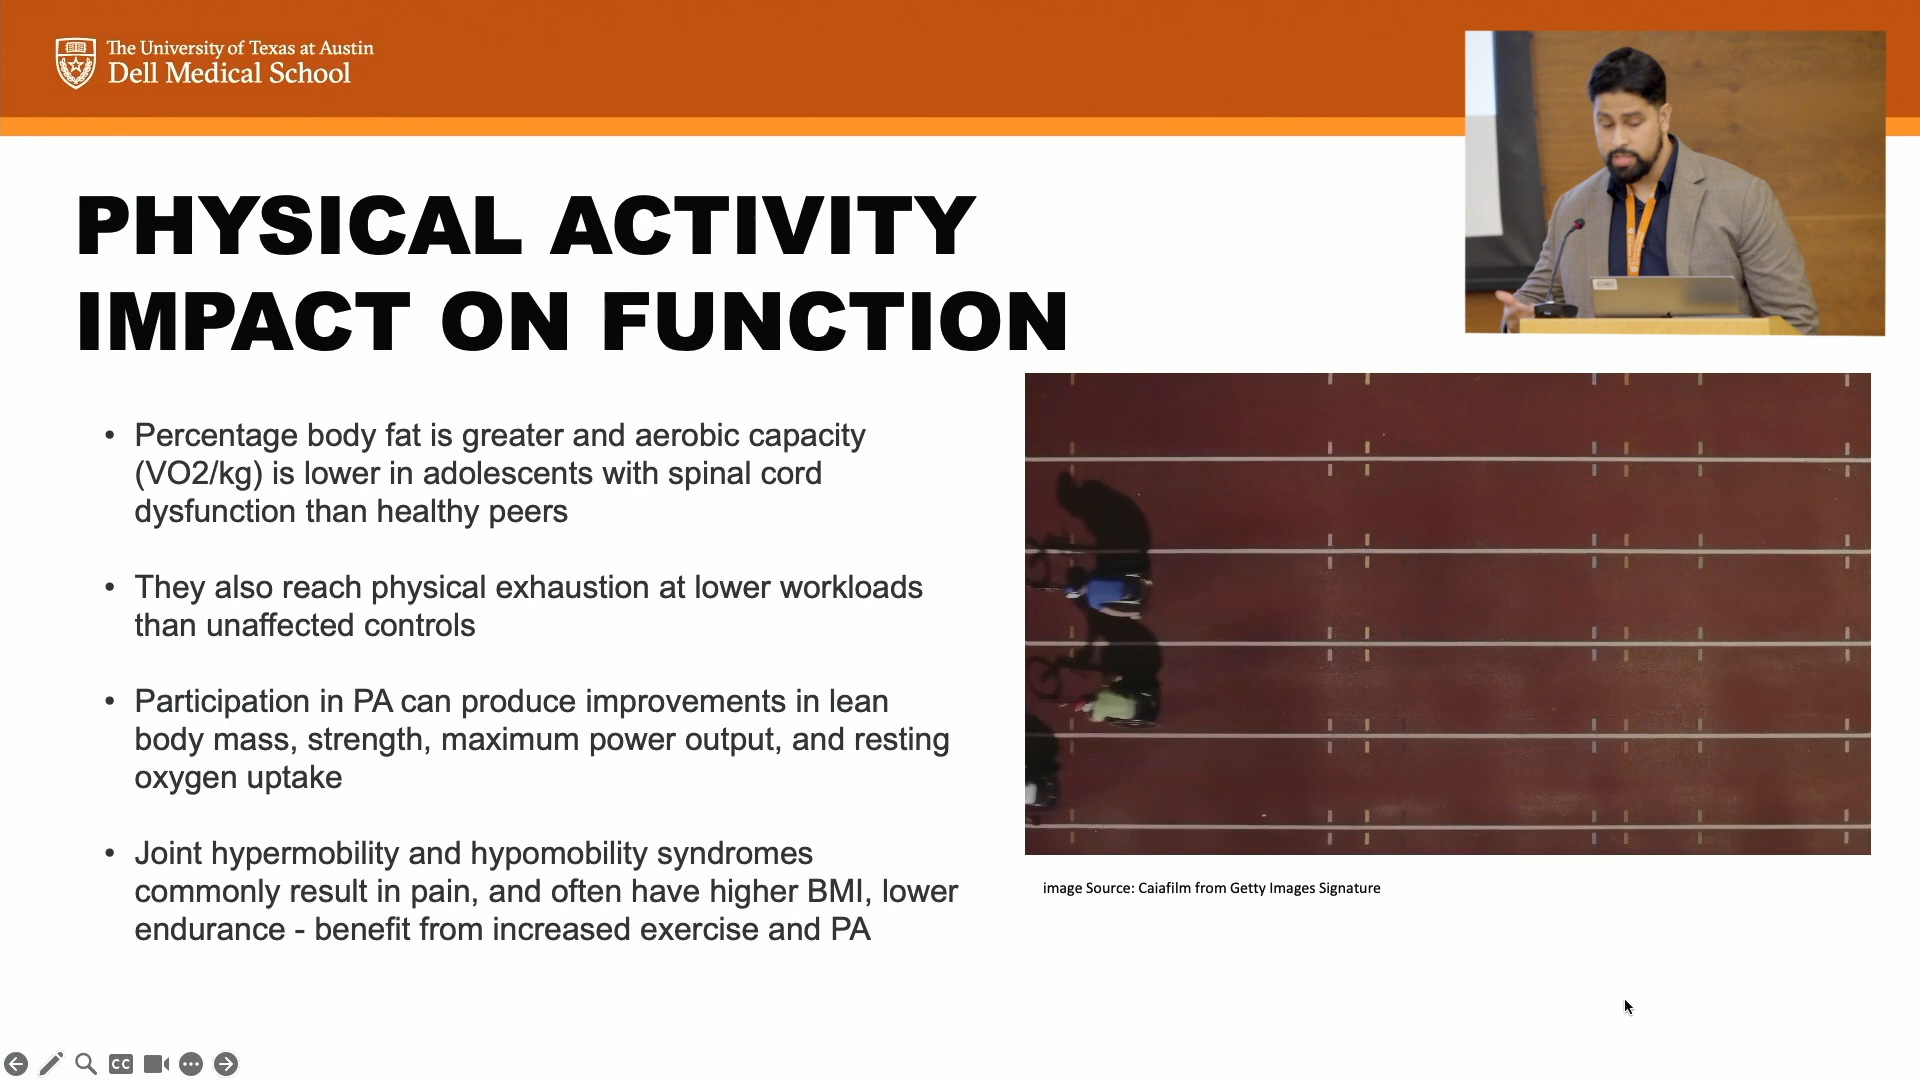 The University of Texas at Austin
Dell Medical School
PHYSICAL ACTIVITY
IMPACT ON FUNCTION
• Percentage body fat is greater and aerobic capacity
(VO2/kg) is lower in adolescents with spinal cord
dysfunction than healthy peers
• They also reach physical exhaustion at lower workloads
than unaffected controls
• Participation in PA can produce improvements in lean
body mass, strength, maximum power output, and resting
oxygen uptake
• Joint hypermobility and hypomobility syndromes
commonly result in pain, and often have higher BMI, lower
endurance - benefit from increased exercise and PA
image Source: Caiafilm from Getty Images Signature
CC